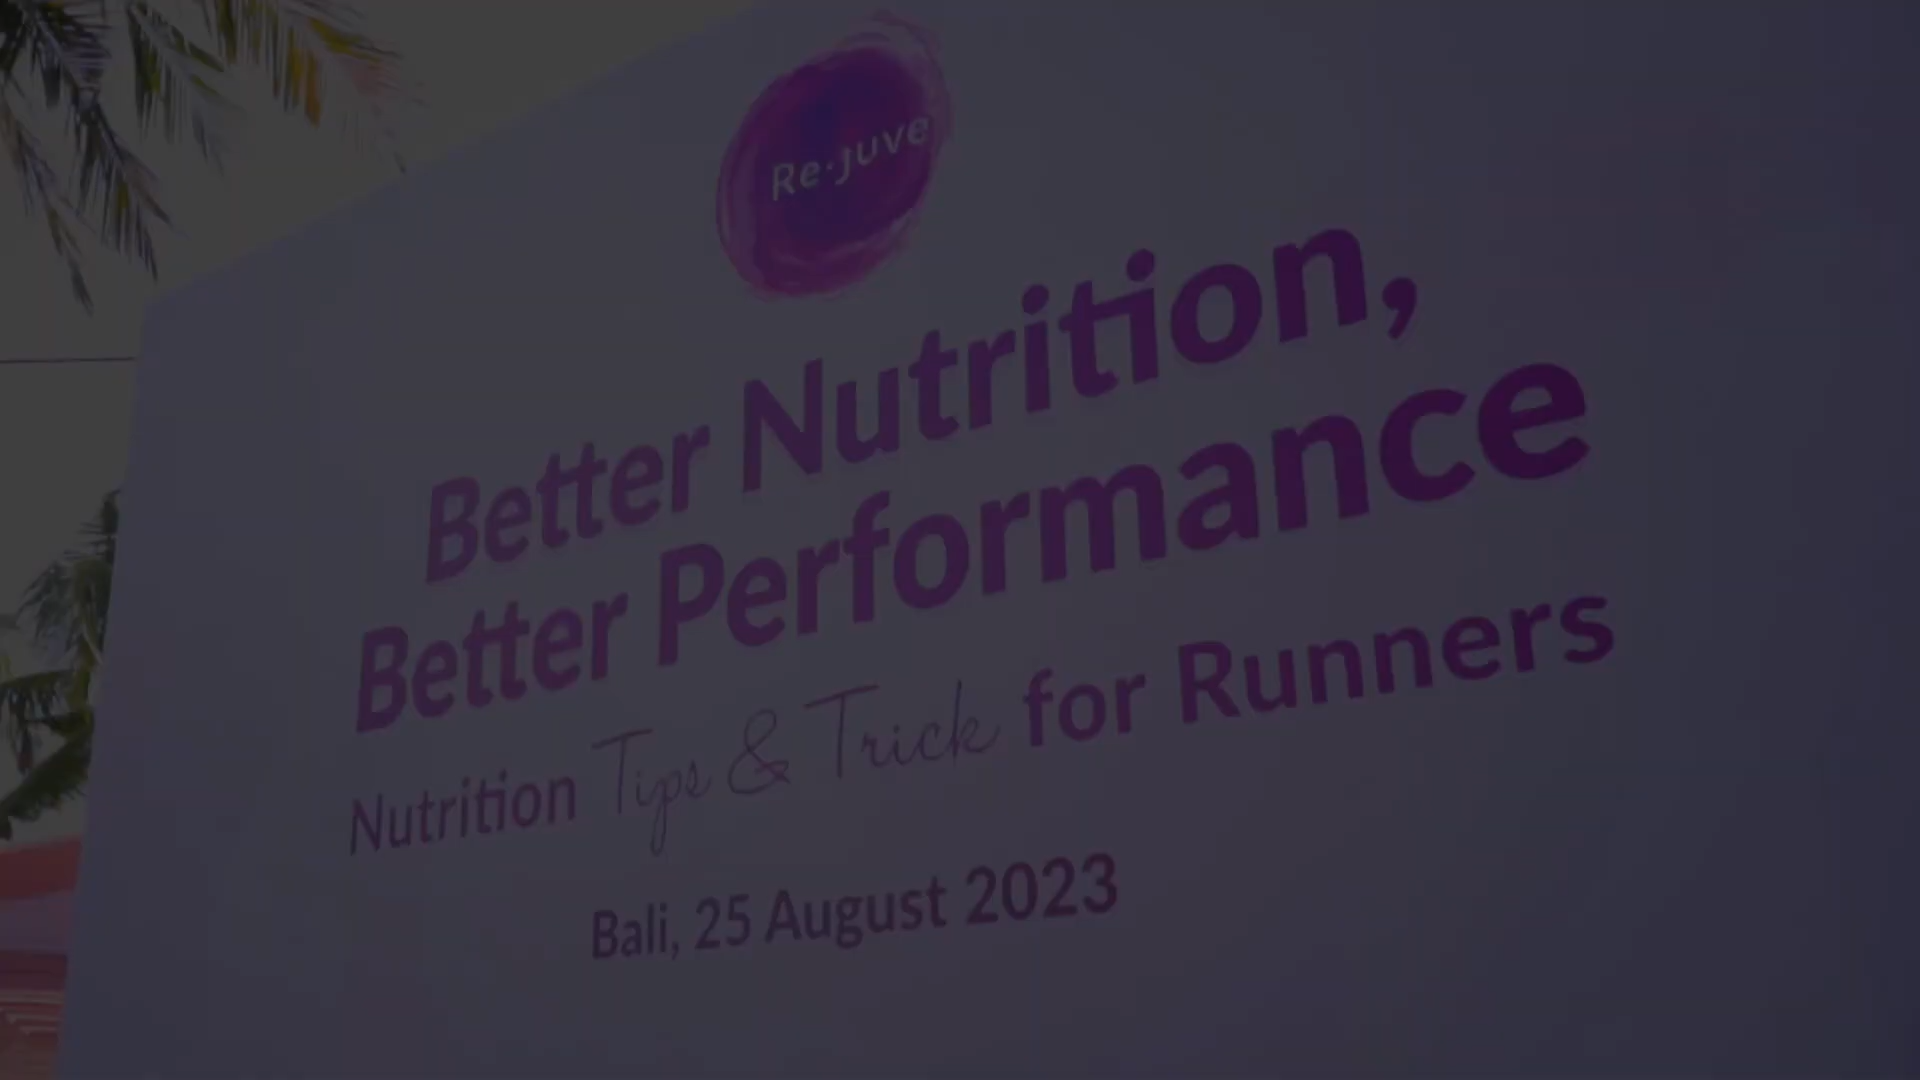 Re.juve
Better Nutrition,
Better Performance
Nutrition Tips & Trick for Runners
Bali, 25 August 2023